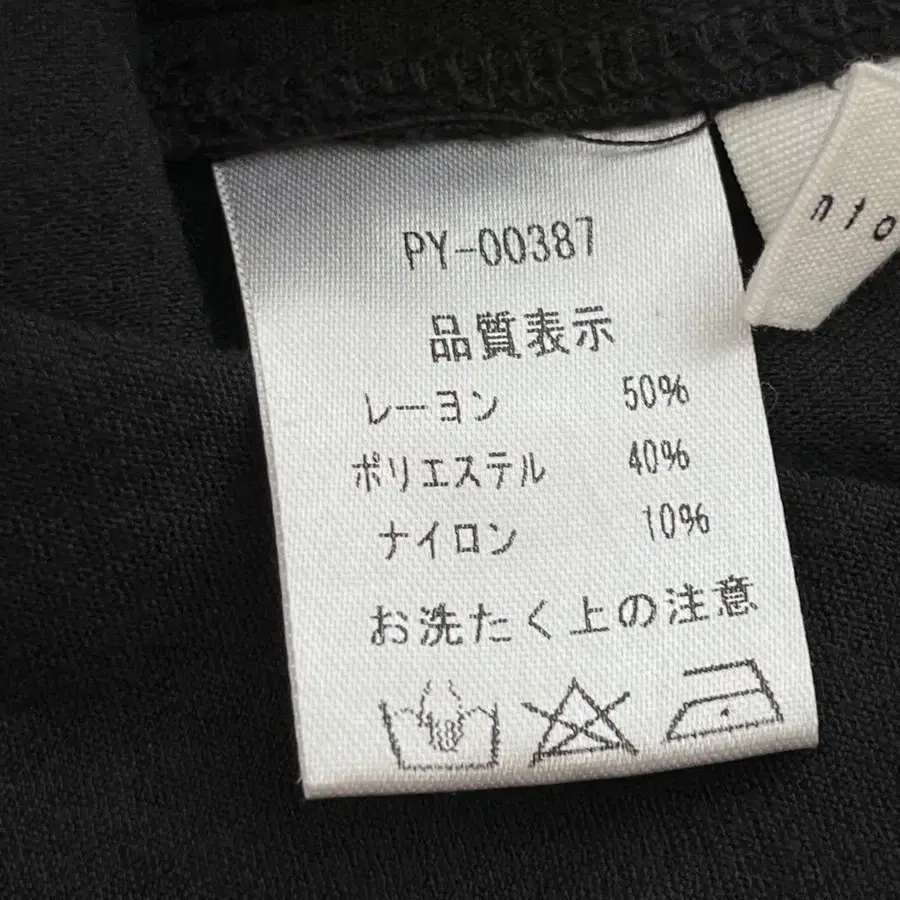 PY-00387
品質表示
レーヨン 50%
ポリエステル 40%
ナイロン 10%
お洗たく上の注意
nto